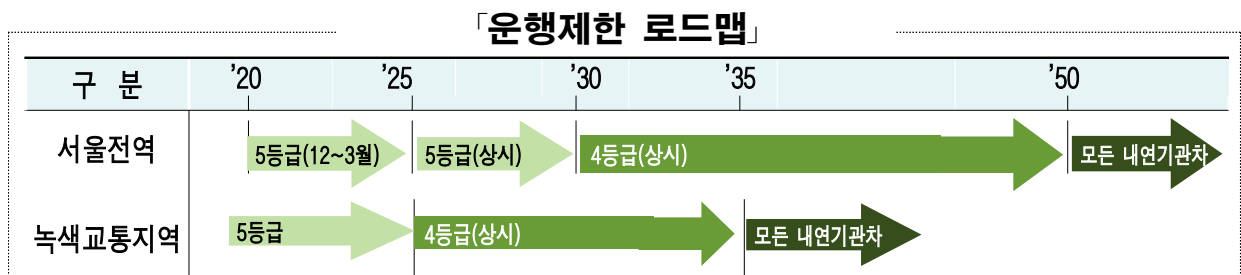 「운행제한 로드맵」
구 분 '20 '25 '30 '35 '50
서울전역 5등급(12~3월) 5등급(상시) 4등급(상시) 모든 내연기관차
녹색교통지역 5등급 4등급(상시) 모든 내연기관차